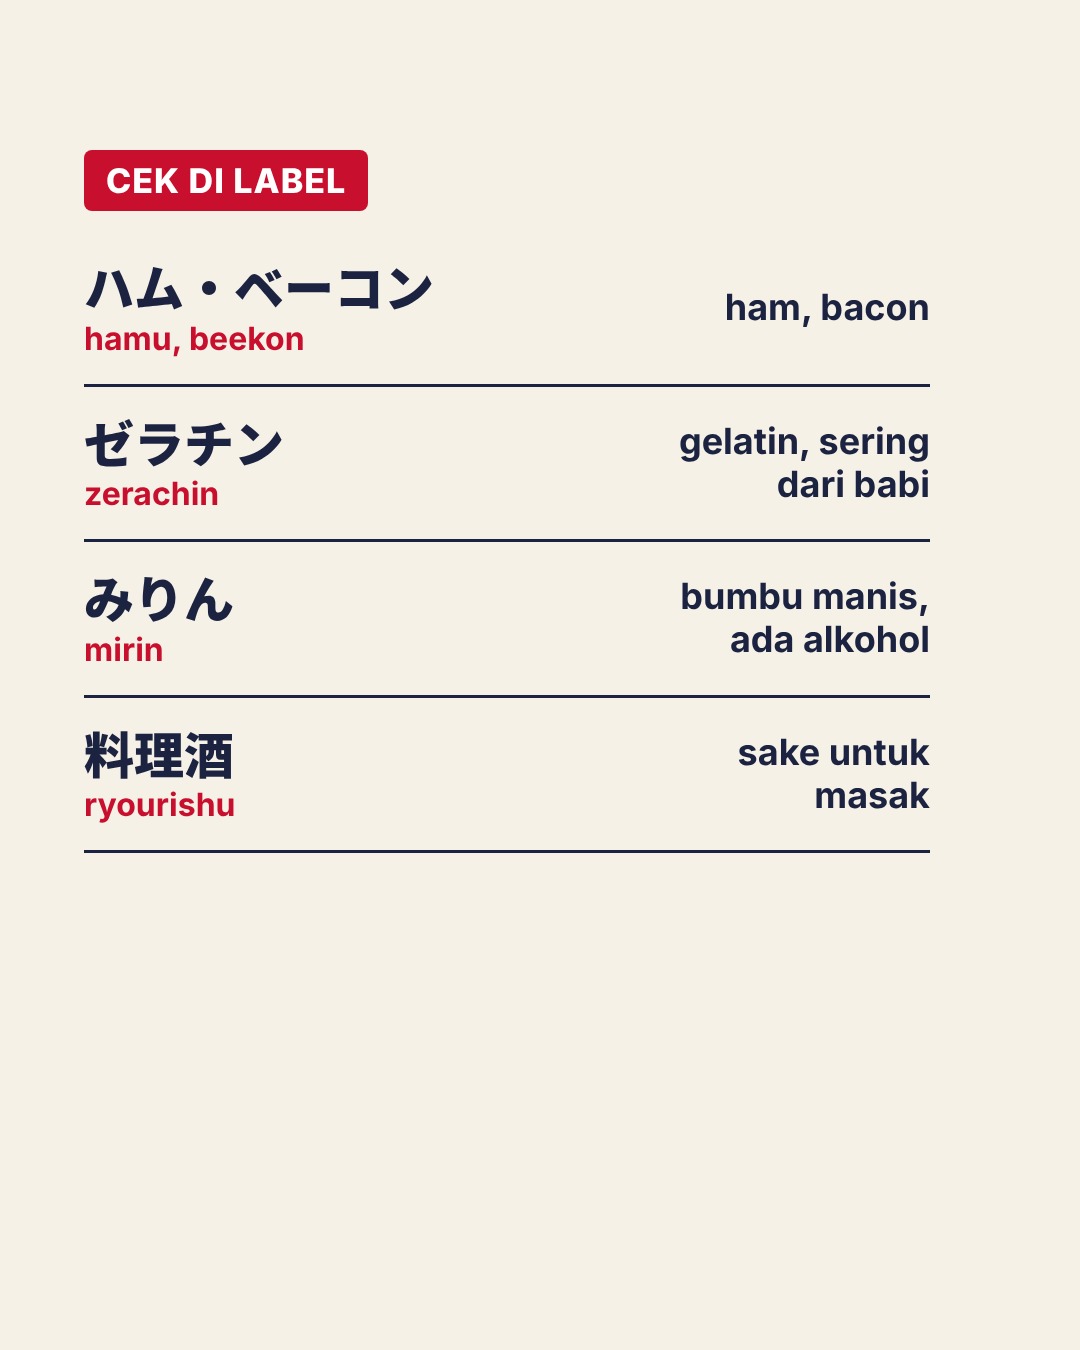 CEK DI LABEL
ハム・ベーコン
hamu, beekon
ham, bacon
ゼラチン
zerachin
gelatin, sering
dari babi
みりん
mirin
bumbu manis,
ada alkohol
料理酒
ryourishu
sake untuk
masak